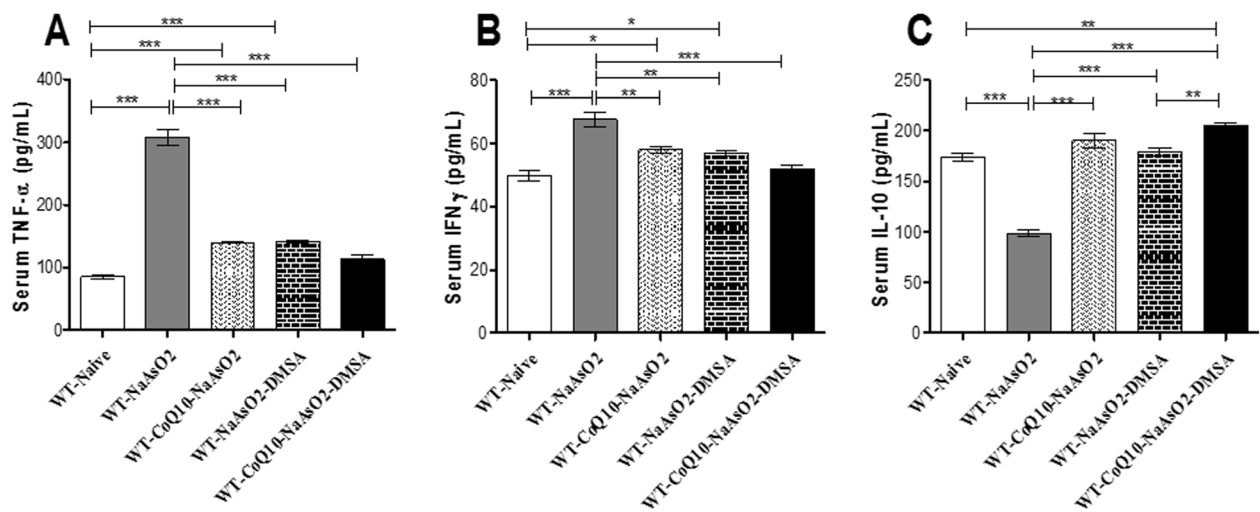 A
***
***
***
***
***
***
Serum TNF-α (pg/mL)
400
300
200
100
0
WT-Naive
WT-NaAsO2
WT-CoQ10-NaAsO2
WT-NaAsO2-DMSA
WT-CoQ10-NaAsO2-DMSA
B
*
*
***
**
***
**
Serum IFNγ (pg/mL)
80
60
40
20
0
WT-Naive
WT-NaAsO2
WT-CoQ10-NaAsO2
WT-NaAsO2-DMSA
WT-CoQ10-NaAsO2-DMSA
C
**
***
***
***
***
**
Serum IL-10 (pg/mL)
250
200
150
100
50
0
WT-Naive
WT-NaAsO2
WT-CoQ10-NaAsO2
WT-NaAsO2-DMSA
WT-CoQ10-NaAsO2-DMSA